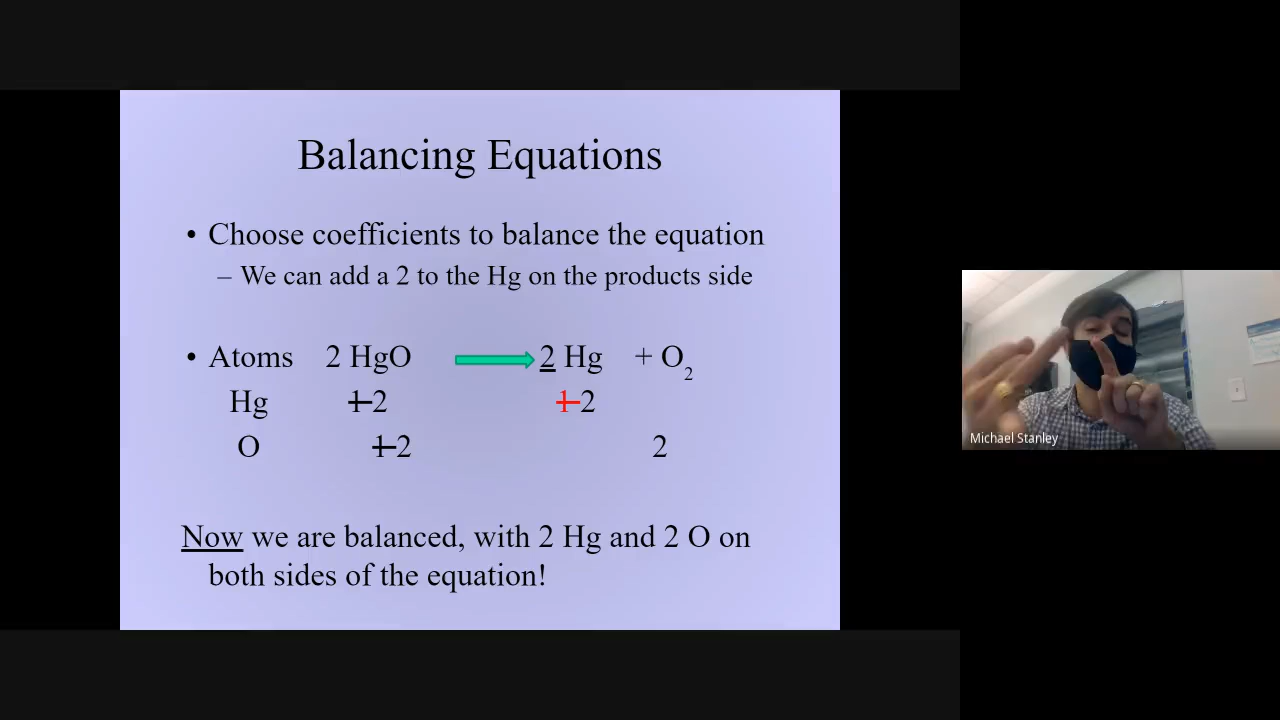 Balancing Equations
• Choose coefficients to balance the equation
– We can add a 2 to the Hg on the products side
• Atoms 2 HgO 2 Hg + O2
Hg 1 2 1 2
O 1 2 2
Now we are balanced, with 2 Hg and 2 O on
both sides of the equation!
Michael Stanley